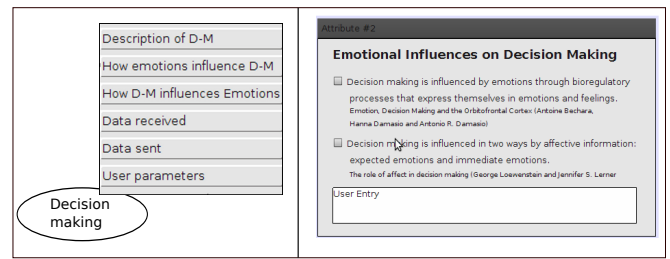 Description of D-M
How emotions influence D-M
How D-M influences Emotions
Data received
Data sent
User parameters
Decision
making
Attribute #2
Emotional Influences on Decision Making
Decision making is influenced by emotions through bioregulatory
processes that express themselves in emotions and feelings.
Emotion, Decision Making and the Orbitofrontal Cortex (Antoine Bechara,
Hanna Damasio and Antonio R. Damasio)
Decision making is influenced in two ways by affective information:
expected emotions and immediate emotions.
The role of affect in decision making (George Loewenstein and Jennifer S. Lerner
User Entry